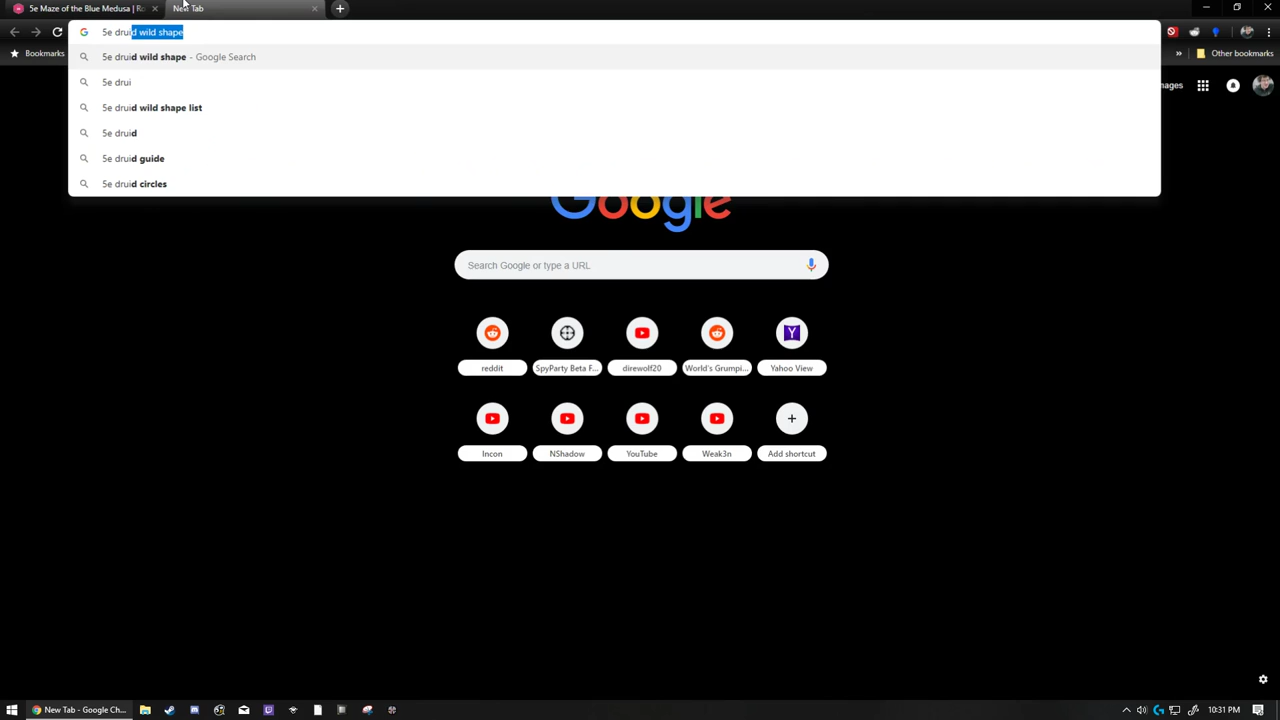 5e Maze of the Blue Medusa | Ro
New Tab
5e druid wild shape
Bookmarks
Other bookmarks
5e druid wild shape - Google Search
5e drui
5e druid wild shape list
5e druid
5e druid guide
5e druid circles
mages
Google
Search Google or type a URL
reddit
SpyParty Beta F...
direwolf20
World's Grumpi...
Yahoo View
Incon
NShadow
YouTube
Weak3n
Add shortcut
New Tab - Google Ch...
10:31 PM